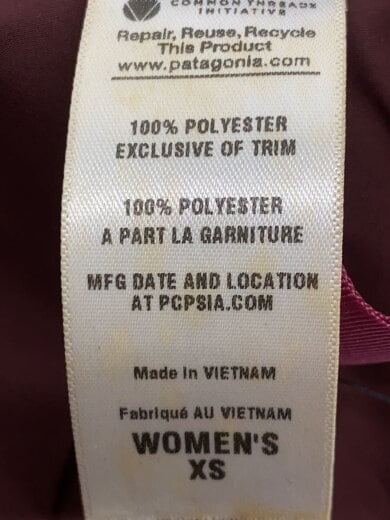 COMMON THREADS
INITIATIVE
Repair, Reuse, Recycle
This Product
www.patagonia.com
100% POLYESTER
EXCLUSIVE OF TRIM
100% POLYESTER
A PART LA GARNITURE
MFG DATE AND LOCATION
AT PCPSIA.COM
Made in VIETNAM
Fabriqué AU VIETNAM
WOMEN'S
XS